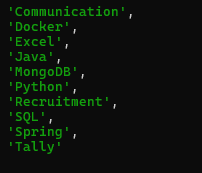 'Communication',
'Docker',
'Excel',
'Java',
'MongoDB',
'Python',
'Recruitment',
'SQL',
'Spring',
'Tally'